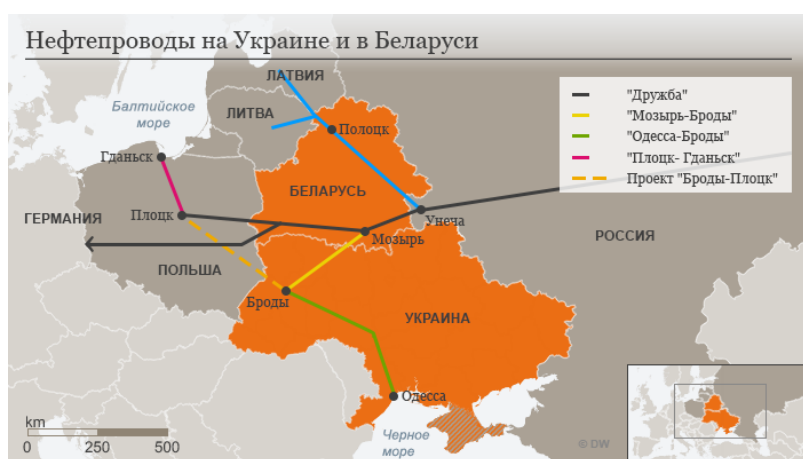 Нефтепроводы на Украине и в Беларуси
ЛАТВИЯ
"Дружба"
Балтийское
море
ЛИТВА
"Мозырь-Броды"
Полоцк
"Одесса-Броды"
Гданьск
"Плоцк- Гданьск"
БЕЛАРУСЬ
Проект "Броды-Плоцк"
ГЕРМАНИЯ
Плоцк
Унеча
Мозырь
РОССИЯ
ПОЛЬША
Броды
УКРАИНА
Одесса
km
0 250 500
Черное
море
© DW